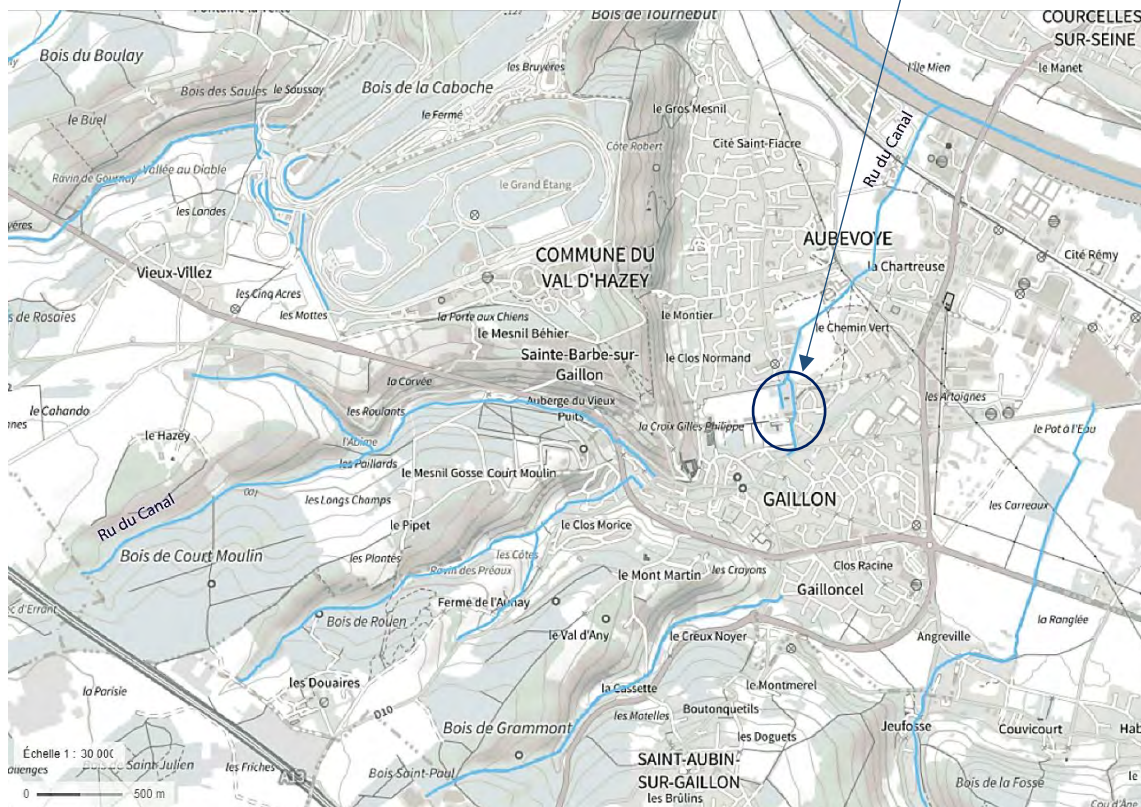 Bois de Tournebut
COURCELLES-
SUR-SEINE
Bois du Boulay
les Bruyères
l'Île Mien
le Manet
Bois des Saules
le Saussay
Bois de la Caboche
le Fermé
le Gros Mesnil
le Buel
Côte Robert
Cité Saint-Fiacre
Ru du Canal
Ravin de Gournay
Vallée au Diable
le Grand Étang
les Landes
COMMUNE DU
VAL D'HAZEY
AUBEVOYE
la Chartreuse
Cité Rémy
Vieux-Villez
les Cinq Acres
les Mottes
la Porte aux Chiens
le Montier
le Mesnil Béhier
le Chemin Vert
Sainte-Barbe-sur-
Gaillon
le Clos Normand
la Corvée
les Artoignes
le Cahando
les Roulants
Auberge du Vieux
Puits
la Croix Gilles Philippe
le Pot à l'Eau
le Hazey
l'Abîme
les Paillards
le Mesnil Gosse
Court Moulin
GAILLON
les Longs Champs
les Carreaux
Ru du Canal
le Pipet
le Clos Morice
Bois de Court Moulin
les Plantés
les Côtes
Ravin des Préaux
le Mont Martin
les Crayons
Clos Racine
Gailloncel
Ferme de l'Aunay
Bois de Rouen
la Ranglée
le Val d'Any
le Creux Noyer
Angreville
les Douaires
la Parisie
la Cassette
le Montmerel
D10
les Matelles
Boutonquetils
Bois de Grammont
les Doguets
Jeufosse
Couvicourt
Échelle 1 : 30 000
Bois de Saint Julien
les Friches
A13
Bois Saint-Paul
SAINT-AUBIN-
SUR-GAILLON
Bois de la Fosse
0
500 m
les Brûlins